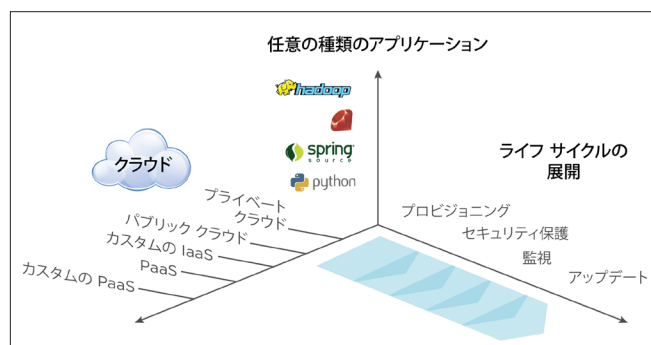 任意の種類のアプリケーション
hadoop
spring
source
python
クラウド
ライフ サイクルの
展開
プライベート
クラウド
パブリック クラウド
カスタムの IaaS
PaaS
カスタムの PaaS
プロビジョニング
セキュリティ保護
監視
アップデート